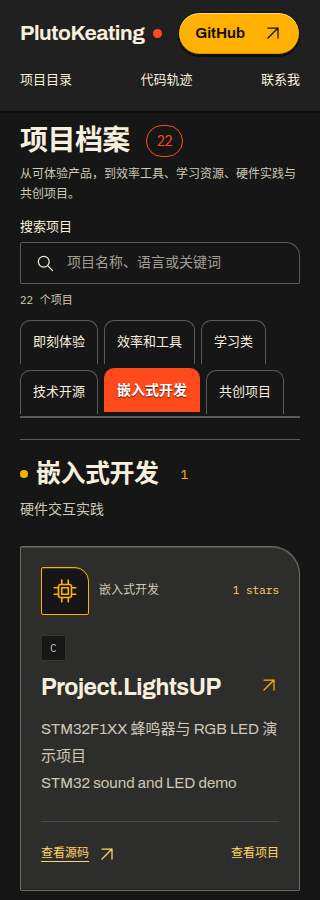 PlutoKeating
GitHub
项目目录 代码轨迹 联系我
项目档案 22
从可体验产品，到效率工具、学习资源、硬件实践与
共创项目。
搜索项目
项目名称、语言或关键词
22 个项目
即刻体验 效率和工具 学习类
技术开源 嵌入式开发 共创项目
嵌入式开发 1
硬件交互实践
嵌入式开发 1 stars
C
Project.LightsUP
STM32F1XX 蜂鸣器与 RGB LED 演
示项目
STM32 sound and LED demo
查看源码 查看项目